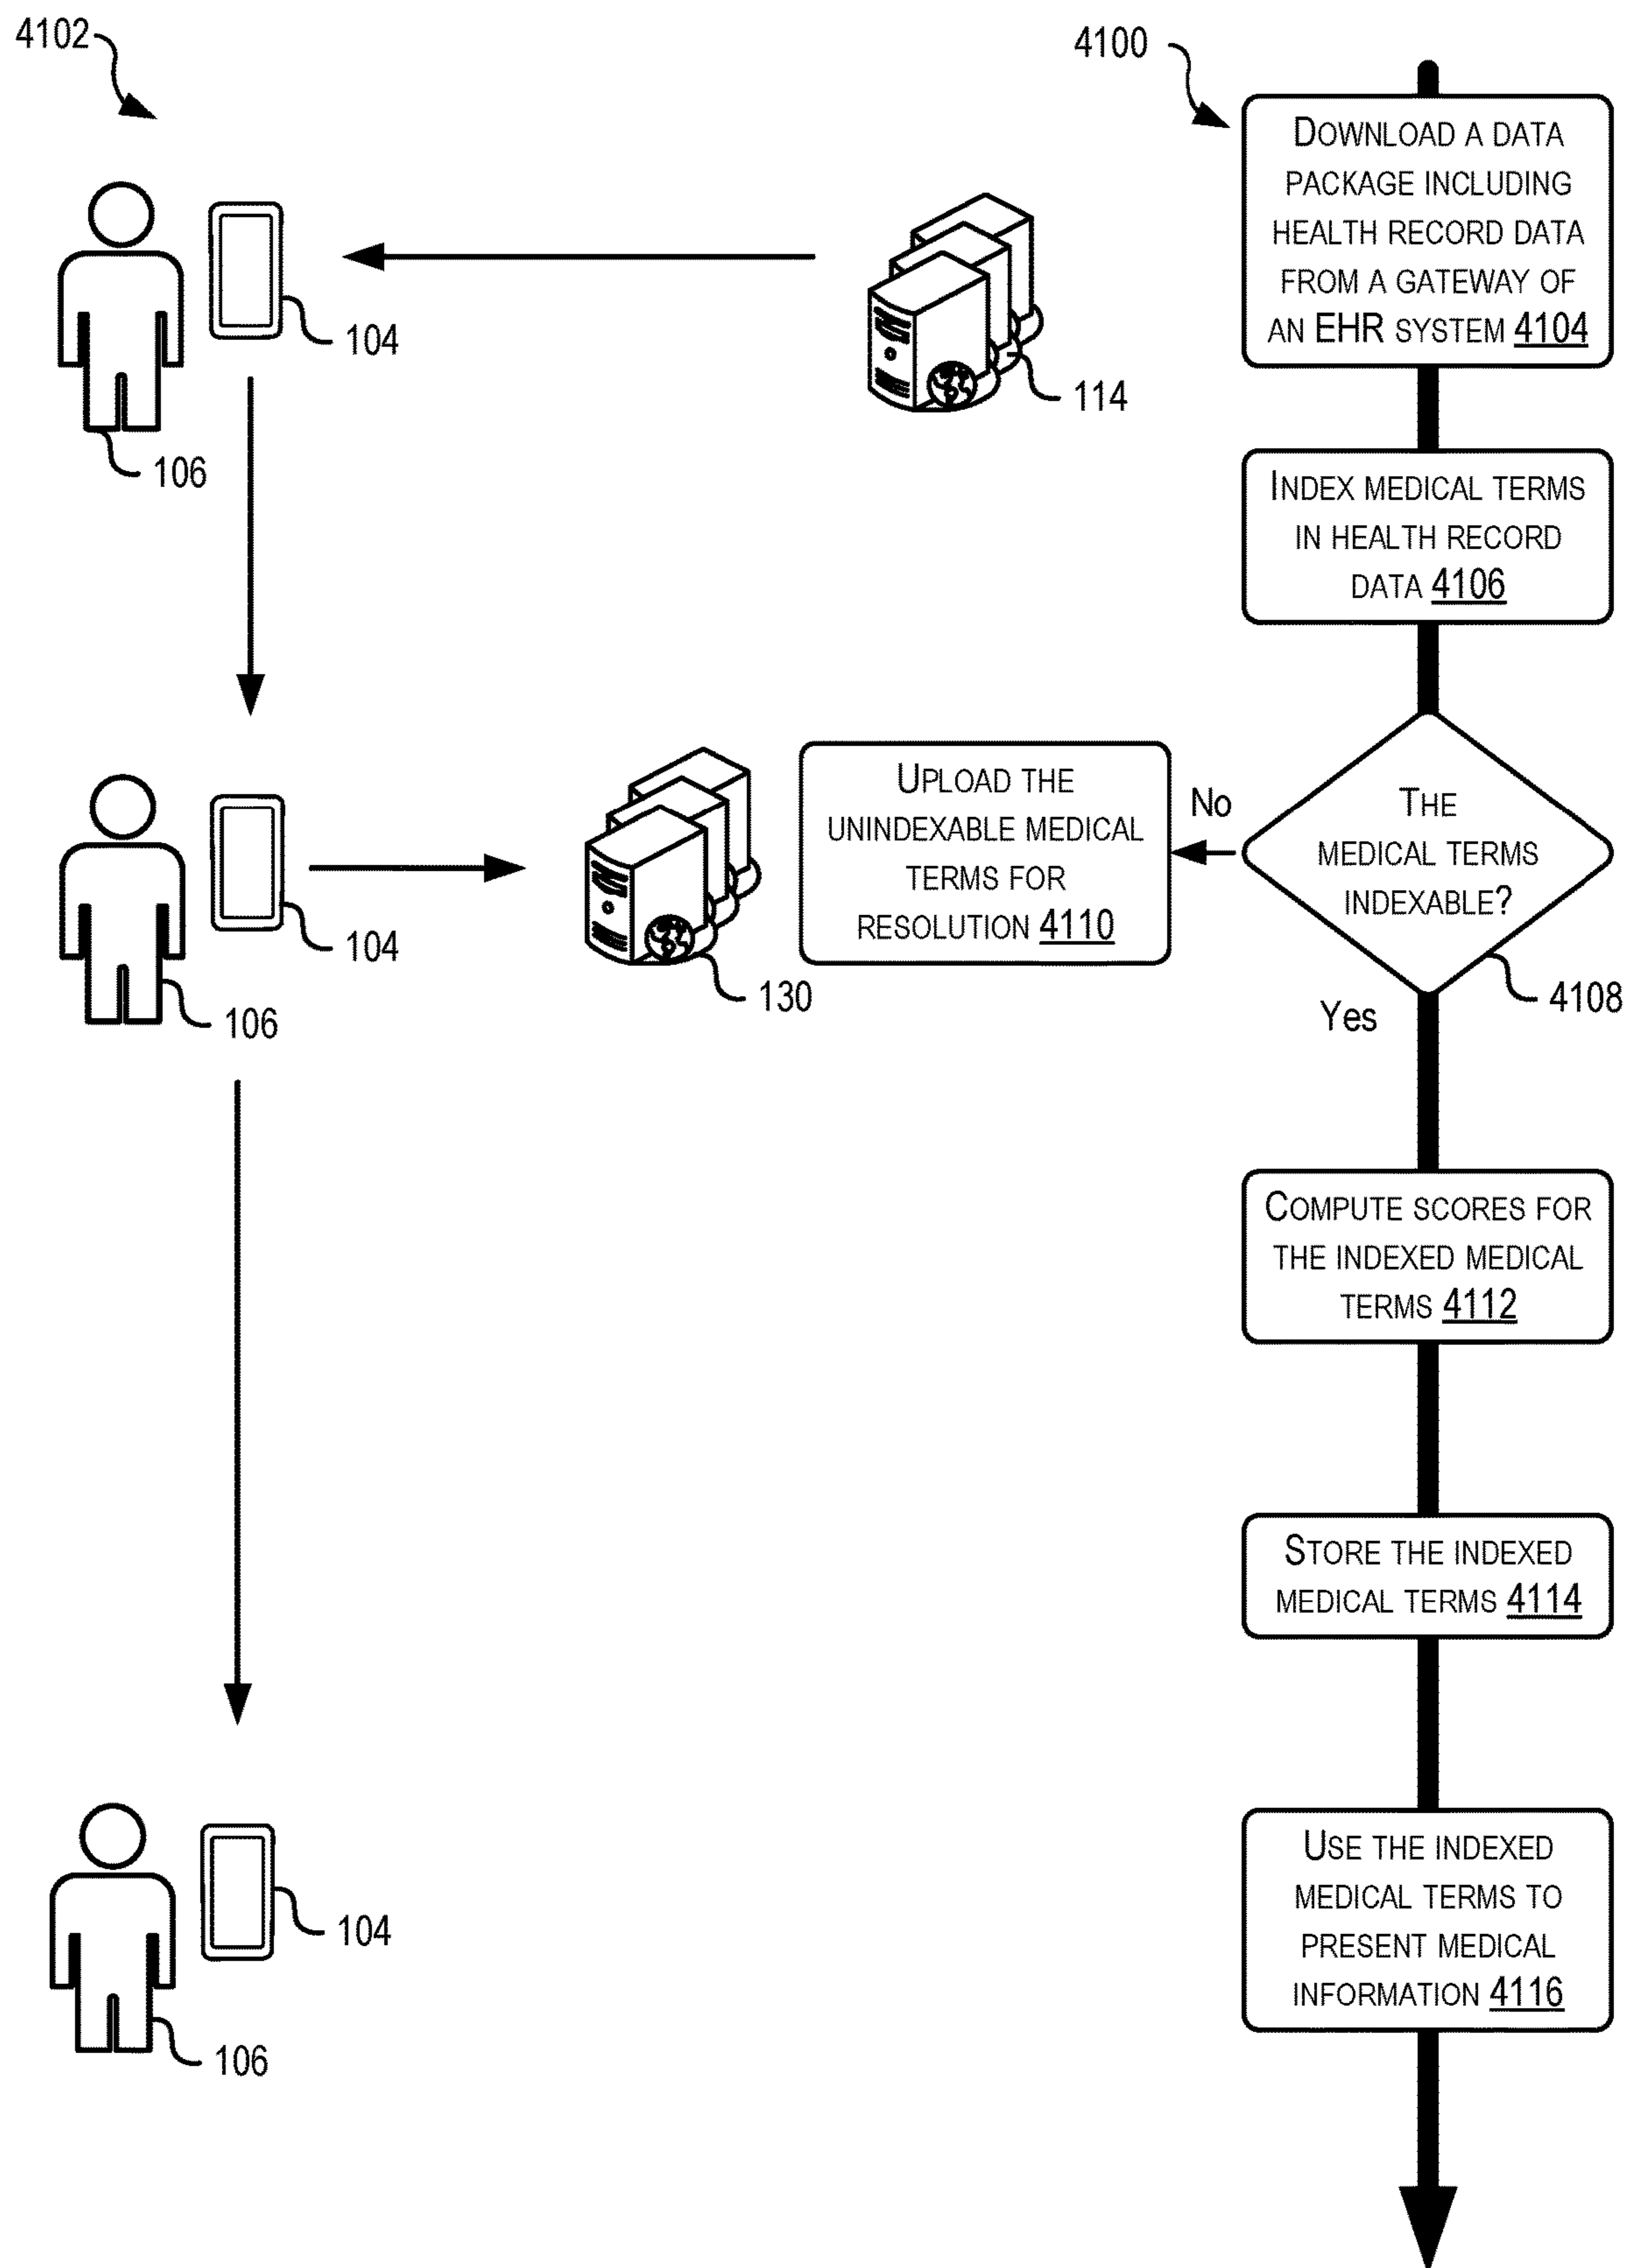 4102
4100
DOWNLOAD A DATA
PACKAGE INCLUDING
HEALTH RECORD DATA
FROM A GATEWAY OF
AN EHR SYSTEM 4104
104
114
106
INDEX MEDICAL TERMS
IN HEALTH RECORD
DATA 4106
UPLOAD THE
UNINDEXABLE MEDICAL
TERMS FOR
RESOLUTION 4110
No
THE
MEDICAL TERMS
INDEXABLE?
104
130
4108
106
Yes
COMPUTE SCORES FOR
THE INDEXED MEDICAL
TERMS 4112
STORE THE INDEXED
MEDICAL TERMS 4114
USE THE INDEXED
MEDICAL TERMS TO
PRESENT MEDICAL
INFORMATION 4116
104
106